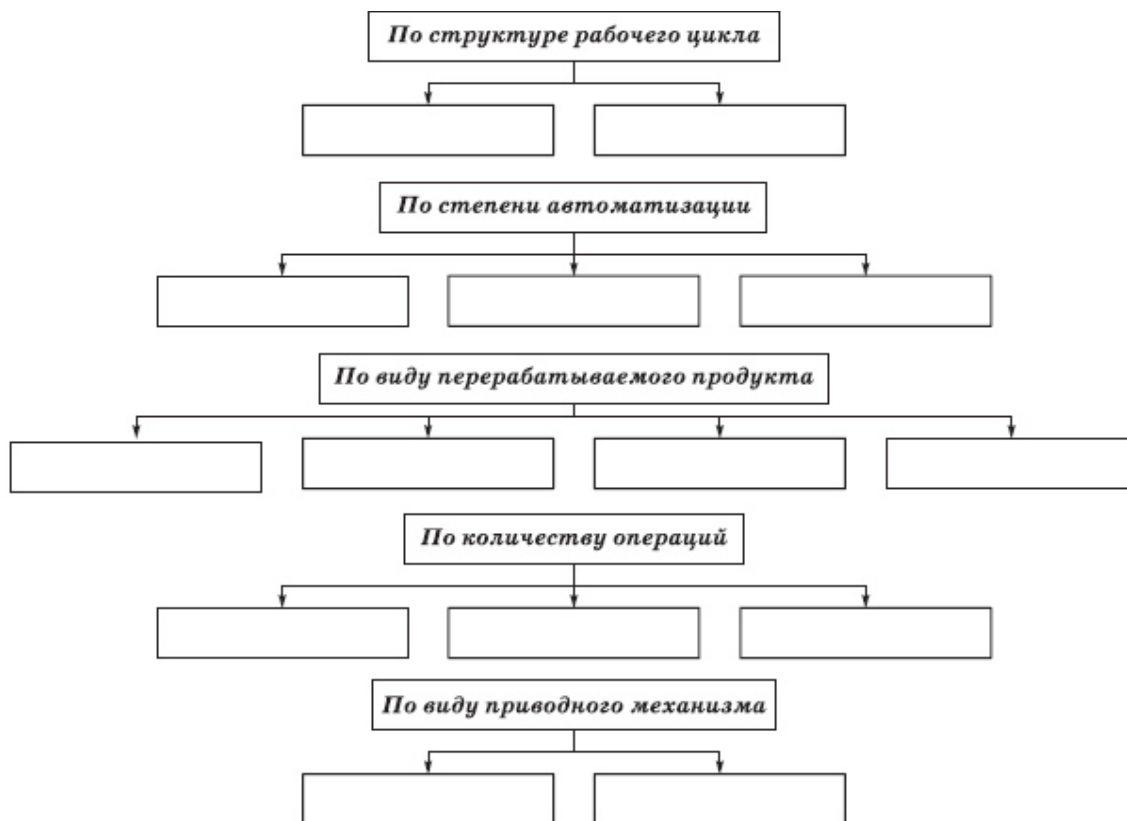 По структуре рабочего цикла
По степени автоматизации
По виду перерабатываемого продукта
По количеству операций
По виду приводного механизма